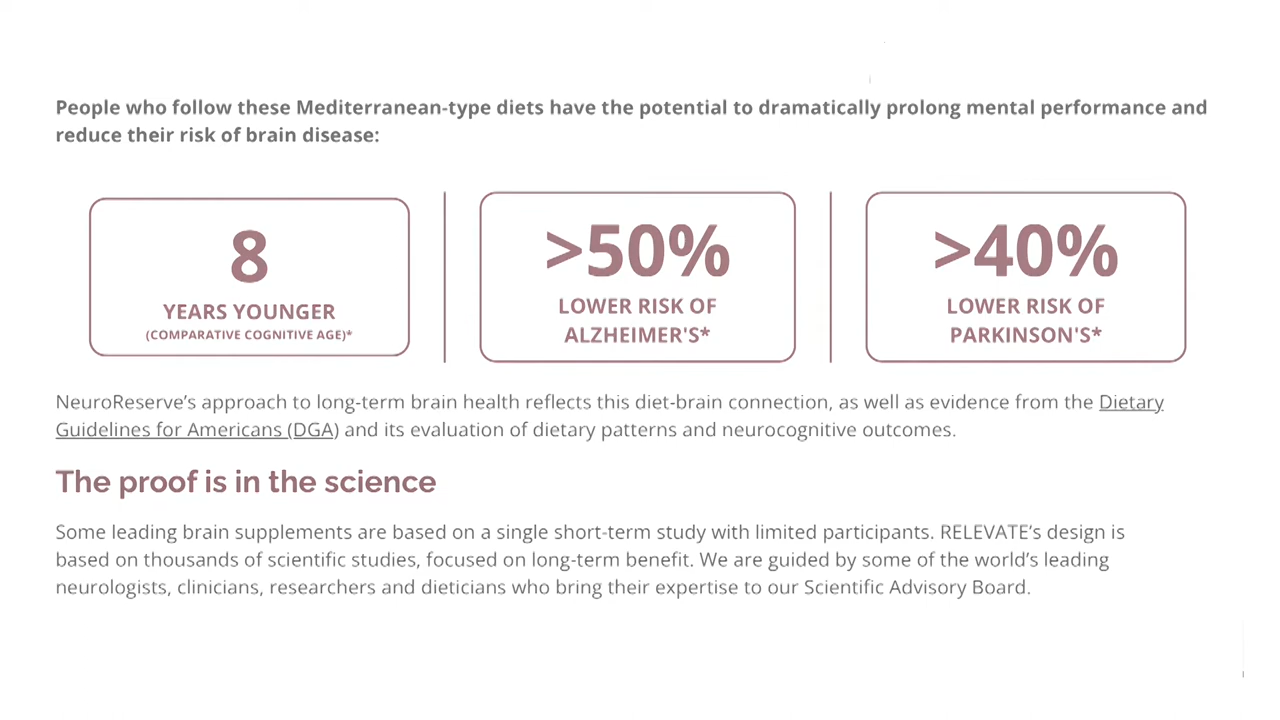 People who follow these Mediterranean-type diets have the potential to dramatically prolong mental performance and
reduce their risk of brain disease:
8
YEARS YOUNGER
(COMPARATIVE COGNITIVE AGE)*
>50%
LOWER RISK OF
ALZHEIMER'S*
>40%
LOWER RISK OF
PARKINSON'S*
NeuroReserve’s approach to long-term brain health reflects this diet-brain connection, as well as evidence from the Dietary
Guidelines for Americans (DGA) and its evaluation of dietary patterns and neurocognitive outcomes.
The proof is in the science
Some leading brain supplements are based on a single short-term study with limited participants. RELEVATE’s design is
based on thousands of scientific studies, focused on long-term benefit. We are guided by some of the world’s leading
neurologists, clinicians, researchers and dieticians who bring their expertise to our Scientific Advisory Board.